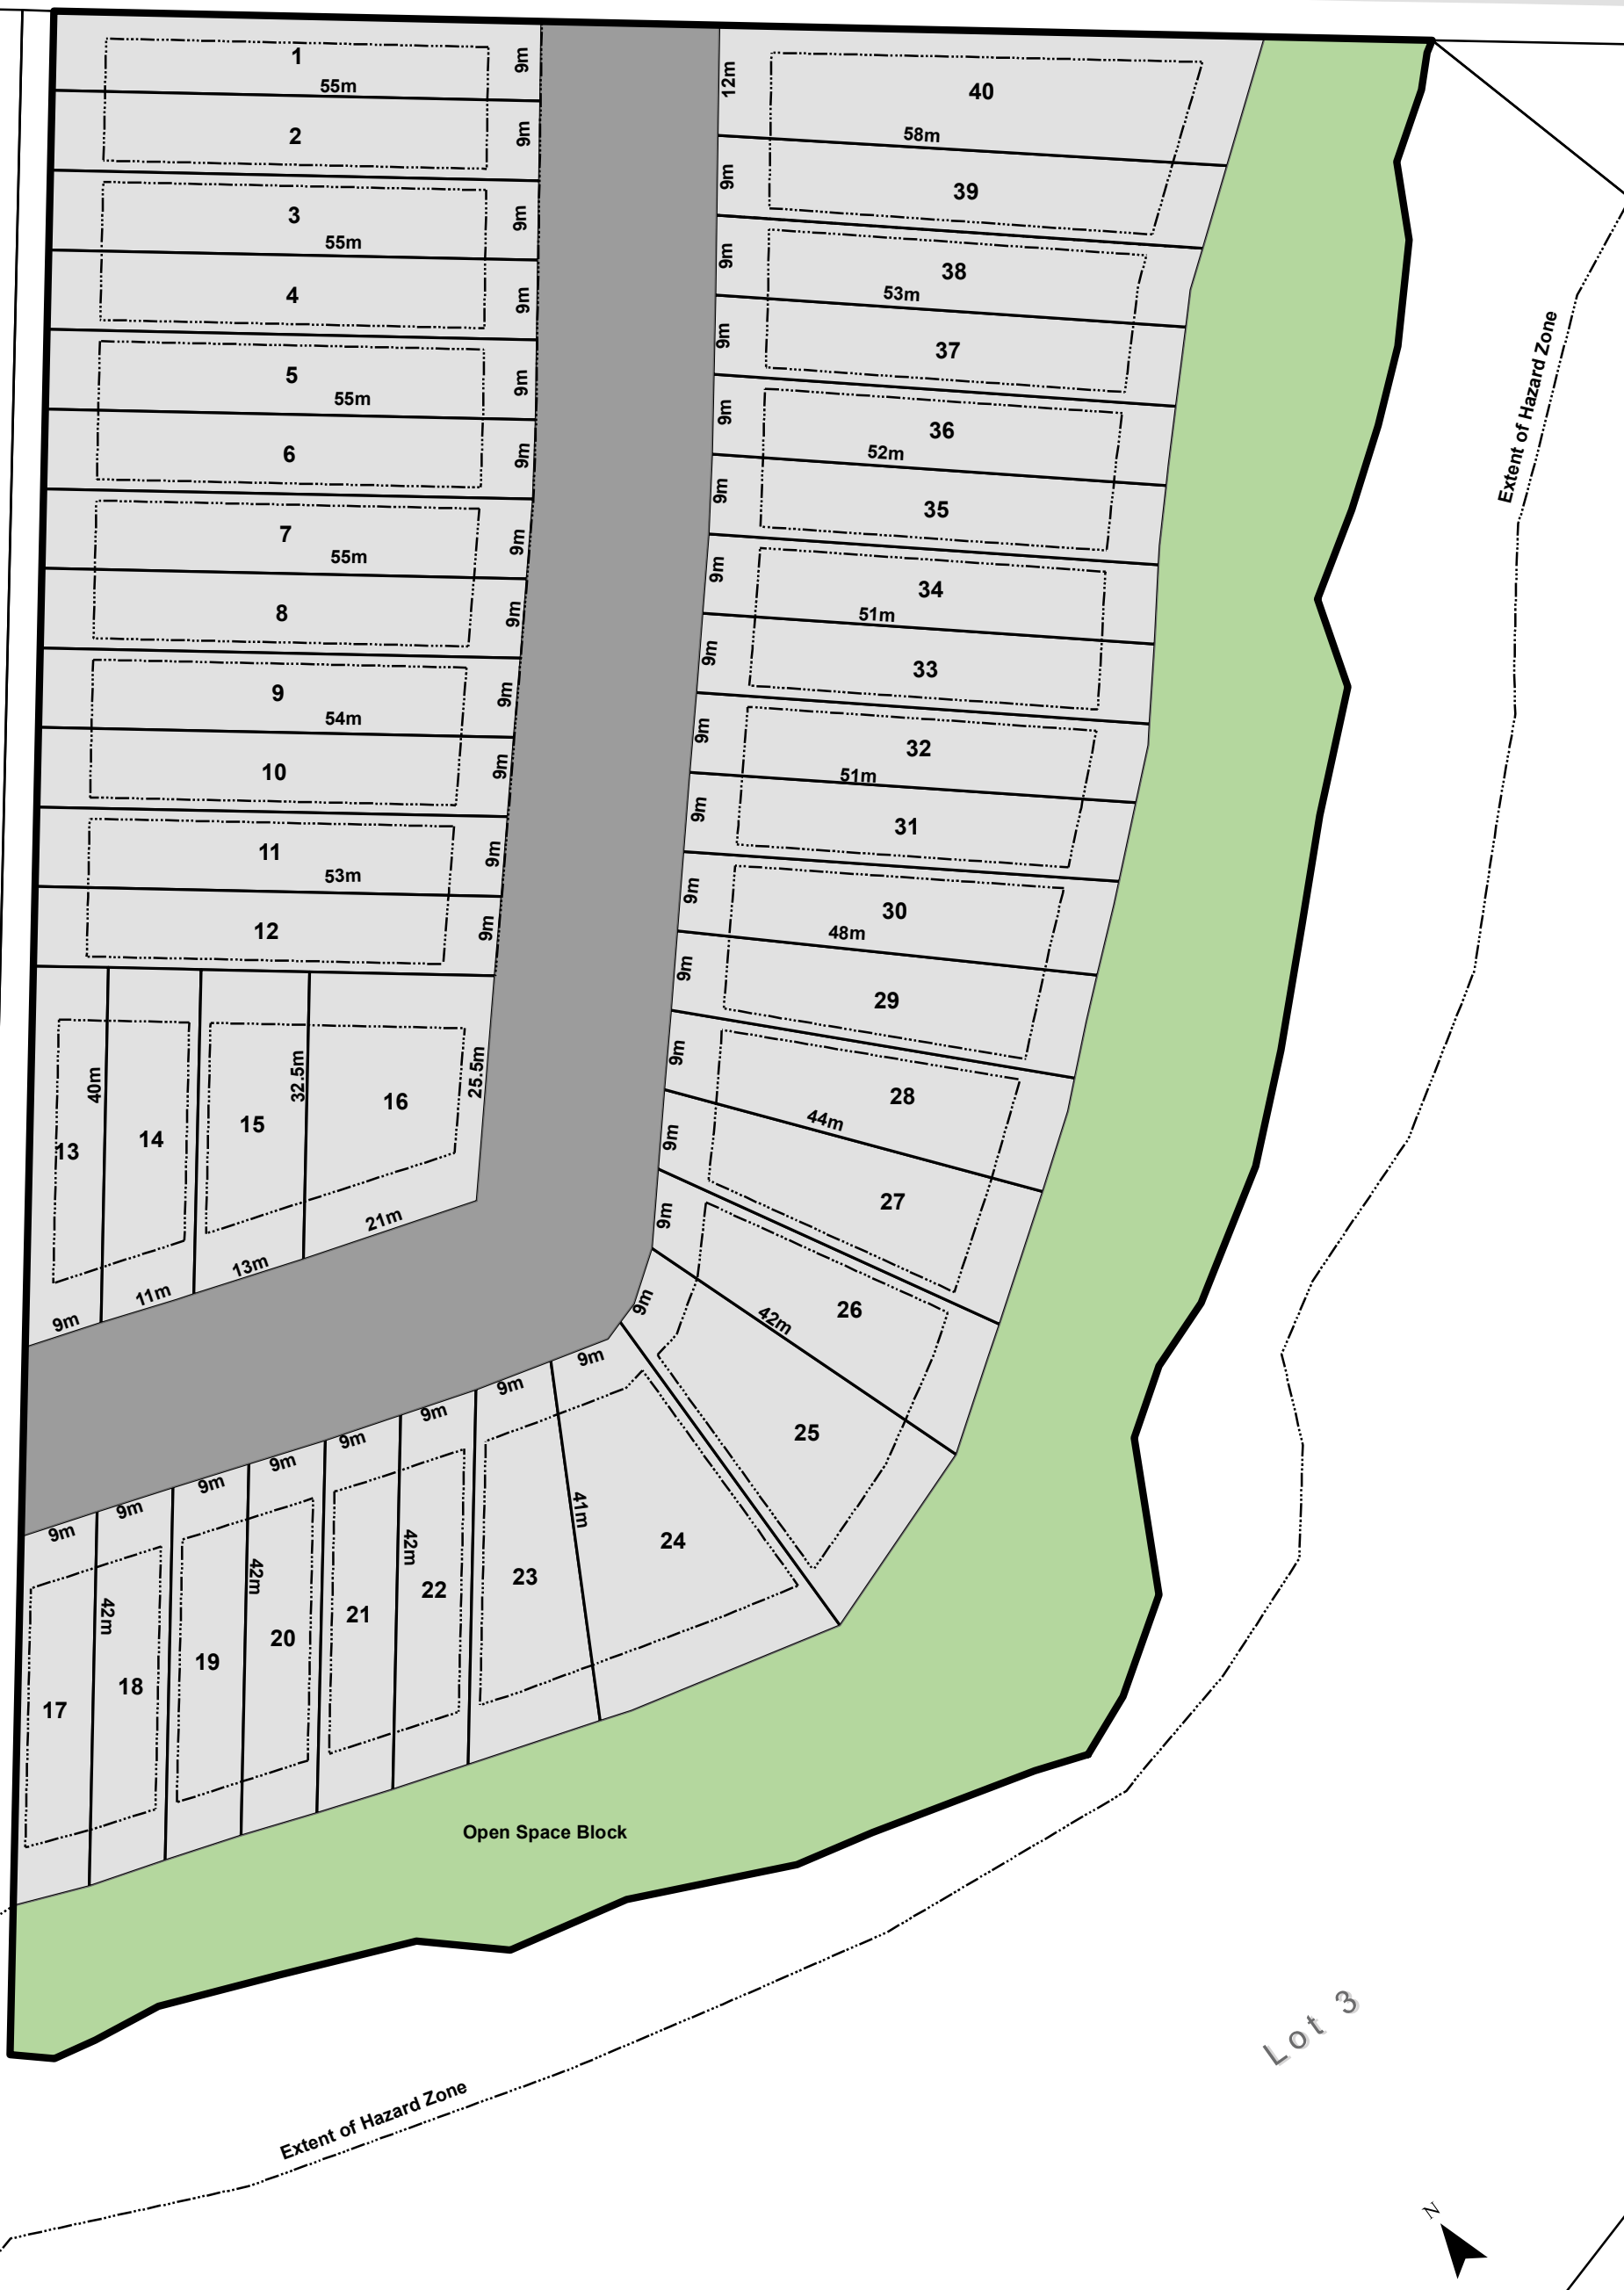 1
9m
55m
2
9m
3
9m
55m
4
9m
5
9m
55m
6
9m
7
9m
55m
8
9m
9
9m
54m
10
9m
11
9m
53m
12
9m
13
40m
14
15
32.5m
16
25.5m
9m
11m
13m
21m
12m
40
58m
9m
39
9m
38
53m
9m
37
9m
36
52m
9m
35
9m
34
51m
9m
33
9m
32
51m
9m
31
9m
30
48m
9m
29
9m
28
44m
9m
27
9m
26
42m
9m
25
9m
9m
9m
9m
9m
9m
9m
9m
17
42m
18
19
42m
20
21
42m
22
23
41m
24
Open Space Block
Extent of Hazard Zone
Extent of Hazard Zone
Lot 3
N